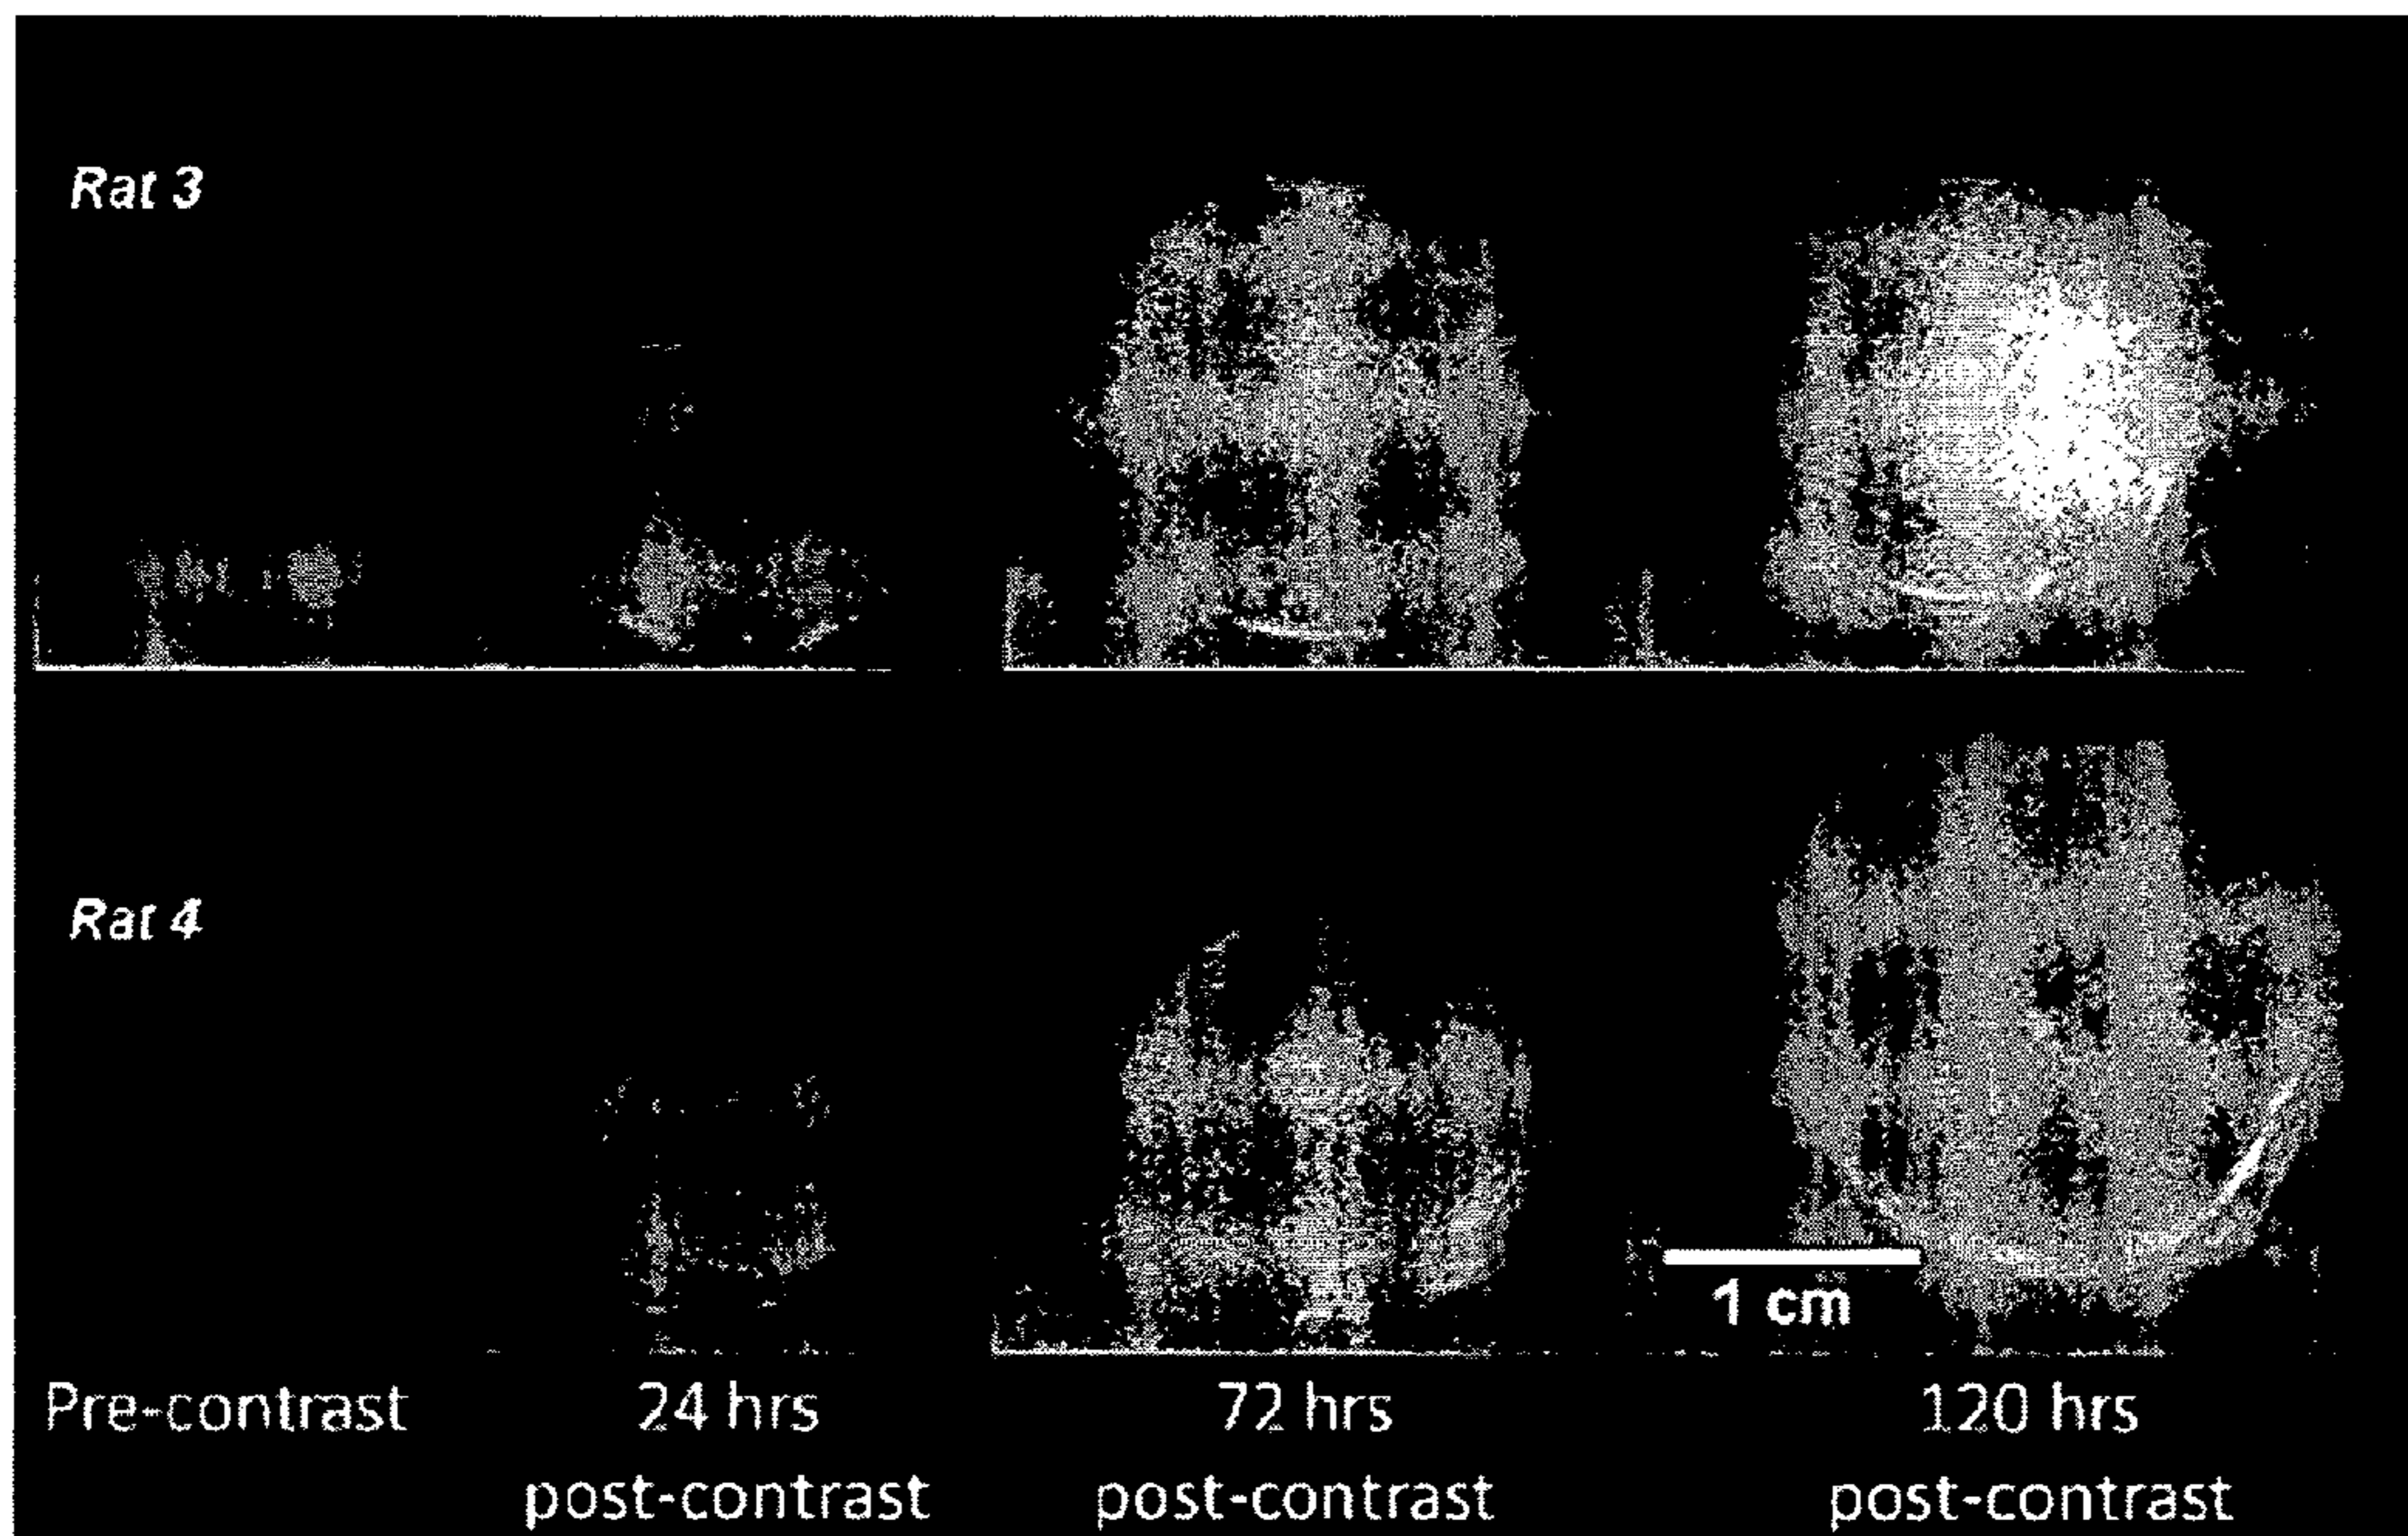 Rat 3
Rat 4
1 cm
Pre-contrast
24 hrs
post-contrast
72 hrs
post-contrast
120 hrs
post-contrast